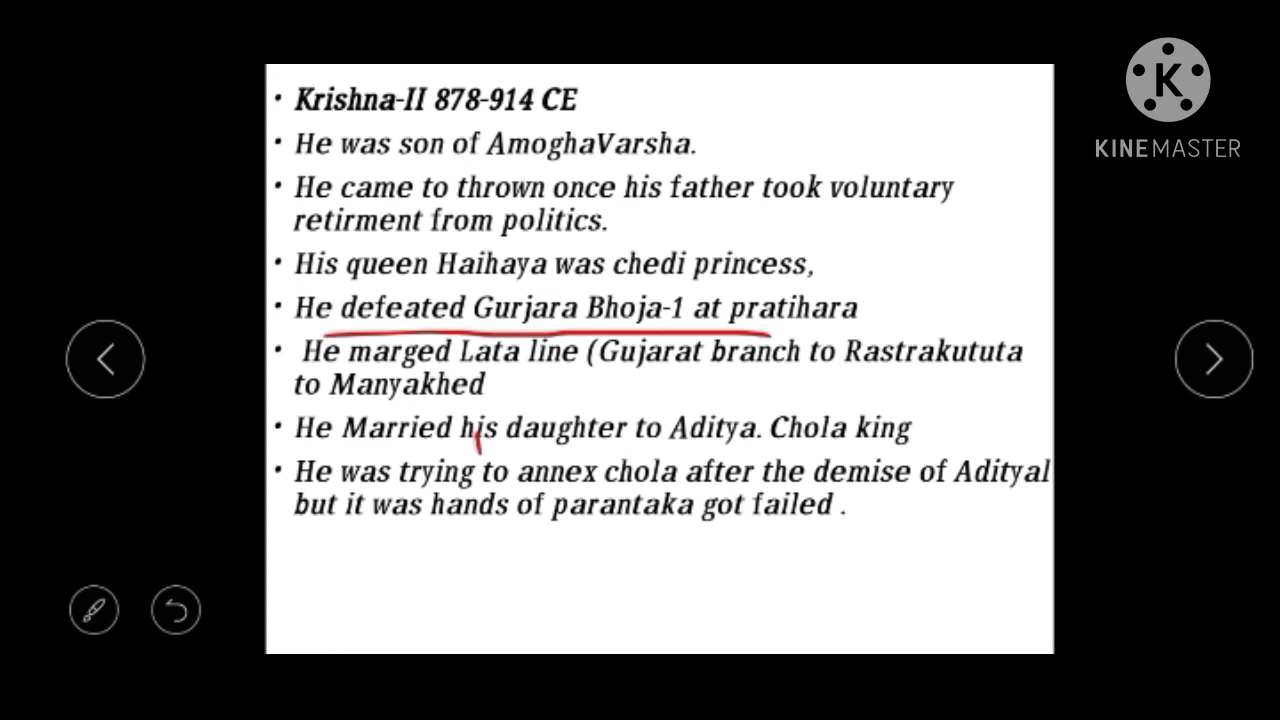 • Krishna-II 878-914 CE
• He was son of AmoghaVarsha.
• He came to thrown once his father took voluntary
retirment from politics.
• His queen Haihaya was chedi princess,
• He defeated Gurjara Bhoja-1 at pratihara
• He marged Lata line (Gujarat branch to Rastrakututa
to Manyakhed
• He Married his daughter to Aditya. Chola king
• He was trying to annex chola after the demise of AdityaI
but it was hands of parantaka got failed .
K
KINEMASTER